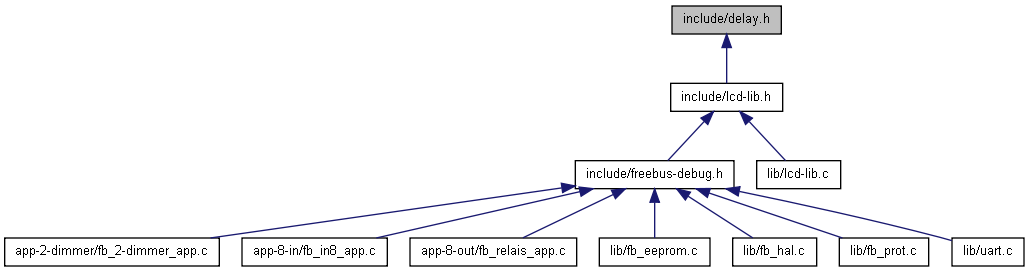 include/delay.h
include/lcd-lib.h
include/freebus-debug.h
lib/lcd-lib.c
app-2-dimmer/fb_2-dimmer_app.c
app-8-in/fb_in8_app.c
app-8-out/fb_relais_app.c
lib/fb_eeprom.c
lib/fb_hal.c
lib/fb_prot.c
lib/uart.c